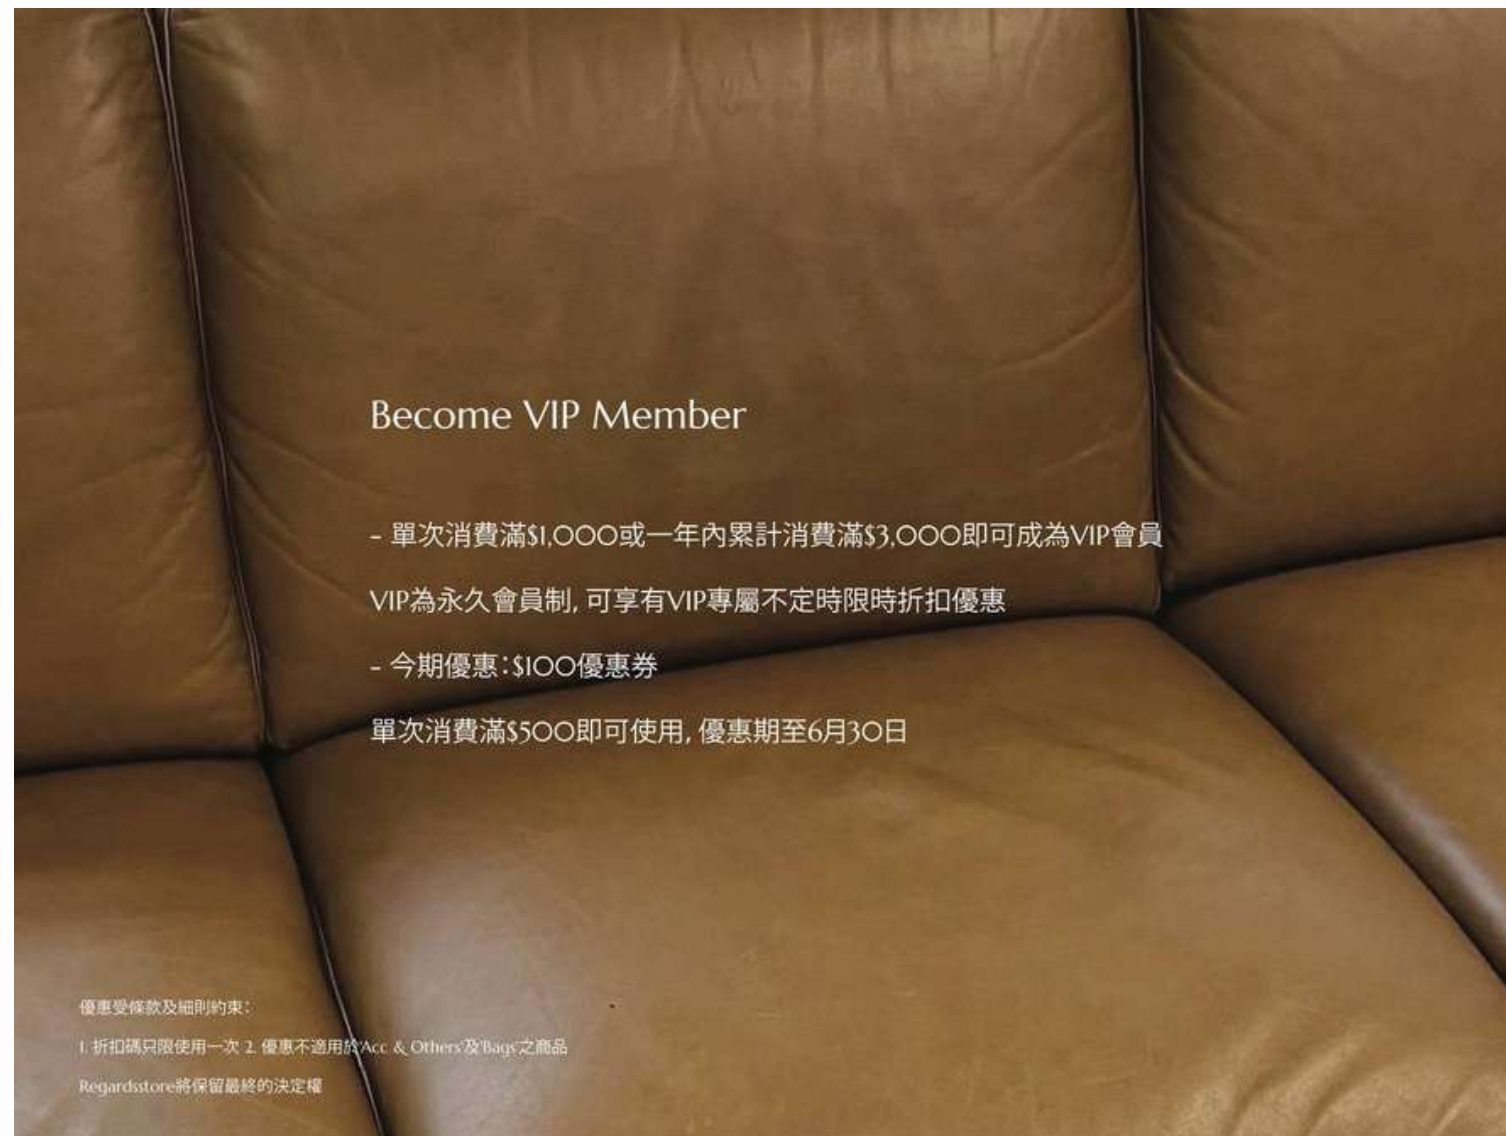 Become VIP Member
- 單次消費滿$1,000或一年內累計消費滿$3,000即可成為VIP會員
VIP為永久會員制, 可享有VIP專屬不定時限時折扣優惠
- 今期優惠：$100優惠券
單次消費滿$500即可使用, 優惠期至6月30日
優惠受條款及細則約束：
1. 折扣碼只限使用一次 2. 優惠不適用於'Acc & Others'及'Bags'之商品
Regardsstore將保留最終的決定權